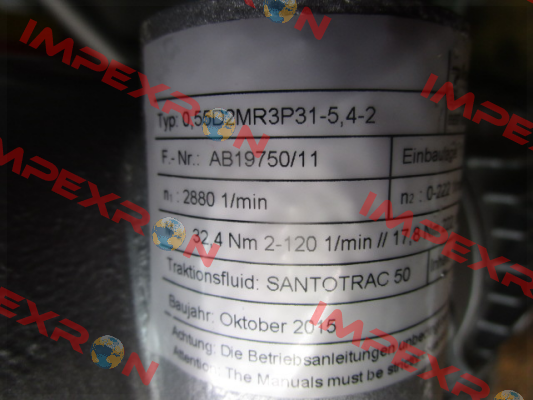 Typ: 0,55D2MR3P31-5,4-2
F.-Nr.: AB19750/11
n₁ : 2880 1/min n₂ : 0-222
32,4 Nm 2-120 1/min // 17,8
Traktionsfluid: SANTOTRAC 50
Baujahr: Oktober 2015
Achtung: Die Betriebsanleitungen
Attention: The Manuals must be
IMPEXRON
IMPEXRON
IMPEXRON
IMPEXRON